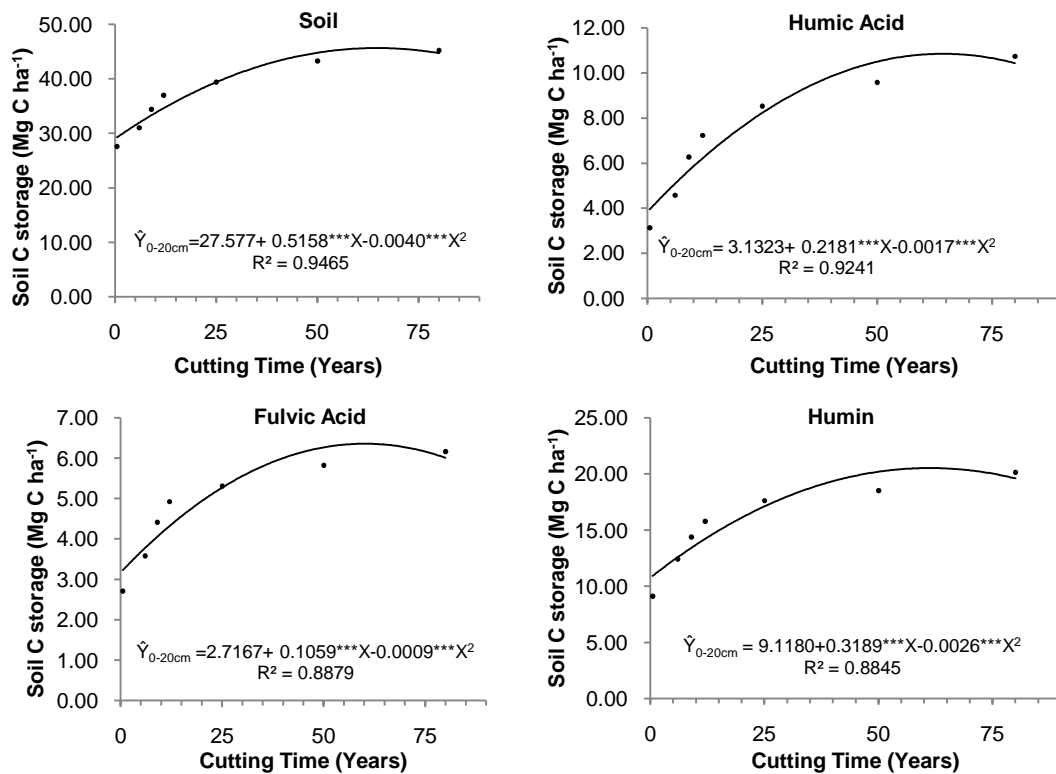 Soil
Soil C storage (Mg C ha-1)
50.00
40.00
30.00
20.00
10.00
0.00
Ŷ0-20cm=27.577+ 0.5158***X-0.0040***X2
R² = 0.9465
0 25 50 75
Cutting Time (Years)
Humic Acid
Soil C storage (Mg C ha-1)
12.00
10.00
8.00
6.00
4.00
2.00
0.00
Ŷ0-20cm= 3.1323+ 0.2181***X-0.0017***X2
R² = 0.9241
0 25 50 75
Cutting Time (Years)
Fulvic Acid
Soil C storage (Mg C ha-1)
7.00
6.00
5.00
4.00
3.00
2.00
1.00
0.00
Ŷ0-20cm =2.7167+ 0.1059***X-0.0009***X2
R² = 0.8879
0 25 50 75
Cutting Time (Years)
Humin
Soil C storage (Mg C ha-1)
25.00
20.00
15.00
10.00
5.00
0.00
Ŷ0-20cm = 9.1180+0.3189***X-0.0026***X2
R² = 0.8845
0 25 50 75
Cutting Time (Years)